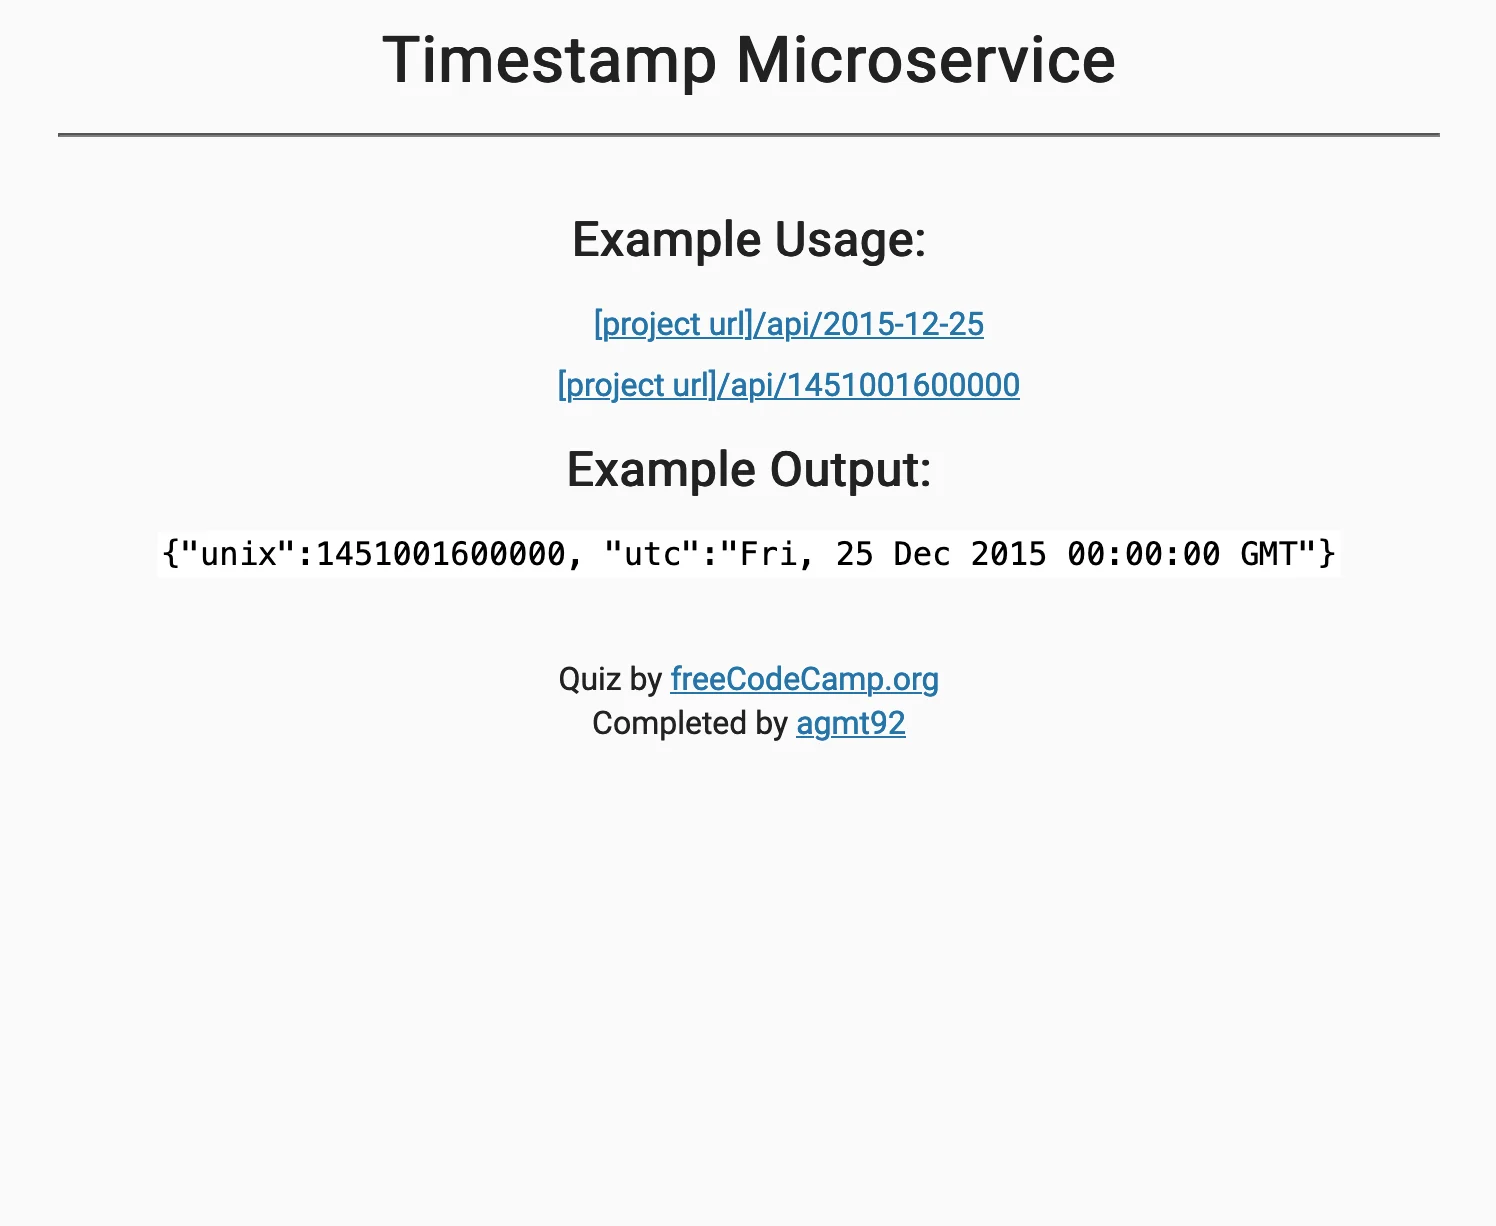 Timestamp Microservice
Example Usage:
[project url]/api/2015-12-25
[project url]/api/1451001600000
Example Output:
{"unix":1451001600000, "utc":"Fri, 25 Dec 2015 00:00:00 GMT"}
Quiz by freeCodeCamp.org
Completed by agmt92